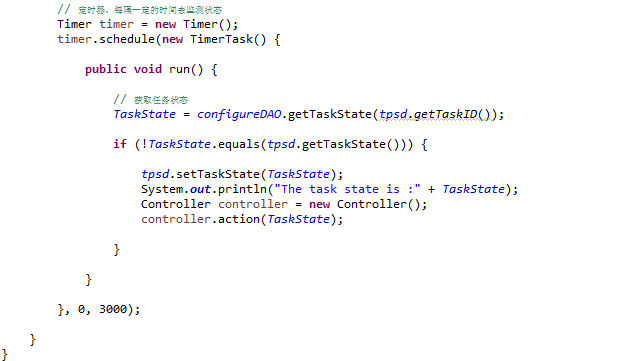 // 定时器，每隔一定的时间去监测状态
Timer timer = new Timer();
timer.schedule(new TimerTask() {
public void run() {
// 获取任务状态
TaskState = configureDAO.getTaskState(tpsd.getTaskID());
if (!TaskState.equals(tpsd.getTaskState())) {
tpsd.setTaskState(TaskState);
System.out.println("The task state is :" + TaskState);
Controller controller = new Controller();
controller.action(TaskState);
}
}
}, 0, 3000);
}
}